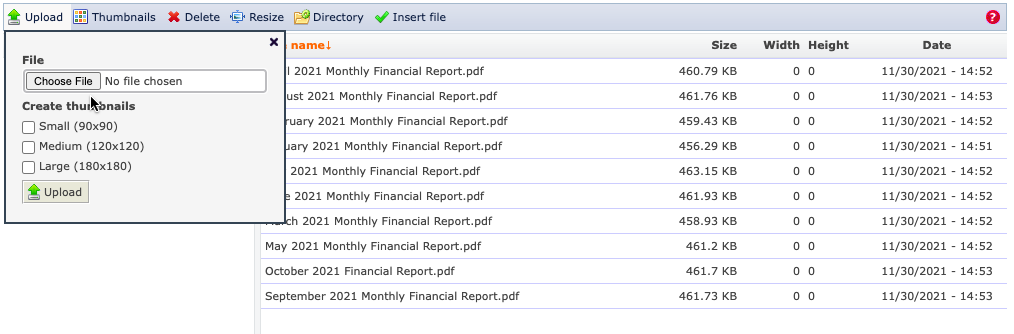 Upload Thumbnails Delete Resize Directory Insert file ?
File
Choose File No file chosen
Create thumbnails
Small (90x90)
Medium (120x120)
Large (180x180)
Upload
name↓ Size Width Height Date
2021 Monthly Financial Report.pdf 460.79 KB 0 0 11/30/2021 - 14:52
2021 Monthly Financial Report.pdf 461.76 KB 0 0 11/30/2021 - 14:53
2021 Monthly Financial Report.pdf 459.43 KB 0 0 11/30/2021 - 14:52
2021 Monthly Financial Report.pdf 456.29 KB 0 0 11/30/2021 - 14:51
2021 Monthly Financial Report.pdf 463.15 KB 0 0 11/30/2021 - 14:52
2021 Monthly Financial Report.pdf 461.93 KB 0 0 11/30/2021 - 14:52
March 2021 Monthly Financial Report.pdf 458.93 KB 0 0 11/30/2021 - 14:52
May 2021 Monthly Financial Report.pdf 461.2 KB 0 0 11/30/2021 - 14:52
October 2021 Financial Report.pdf 461.7 KB 0 0 11/30/2021 - 14:53
September 2021 Monthly Financial Report.pdf 461.73 KB 0 0 11/30/2021 - 14:53